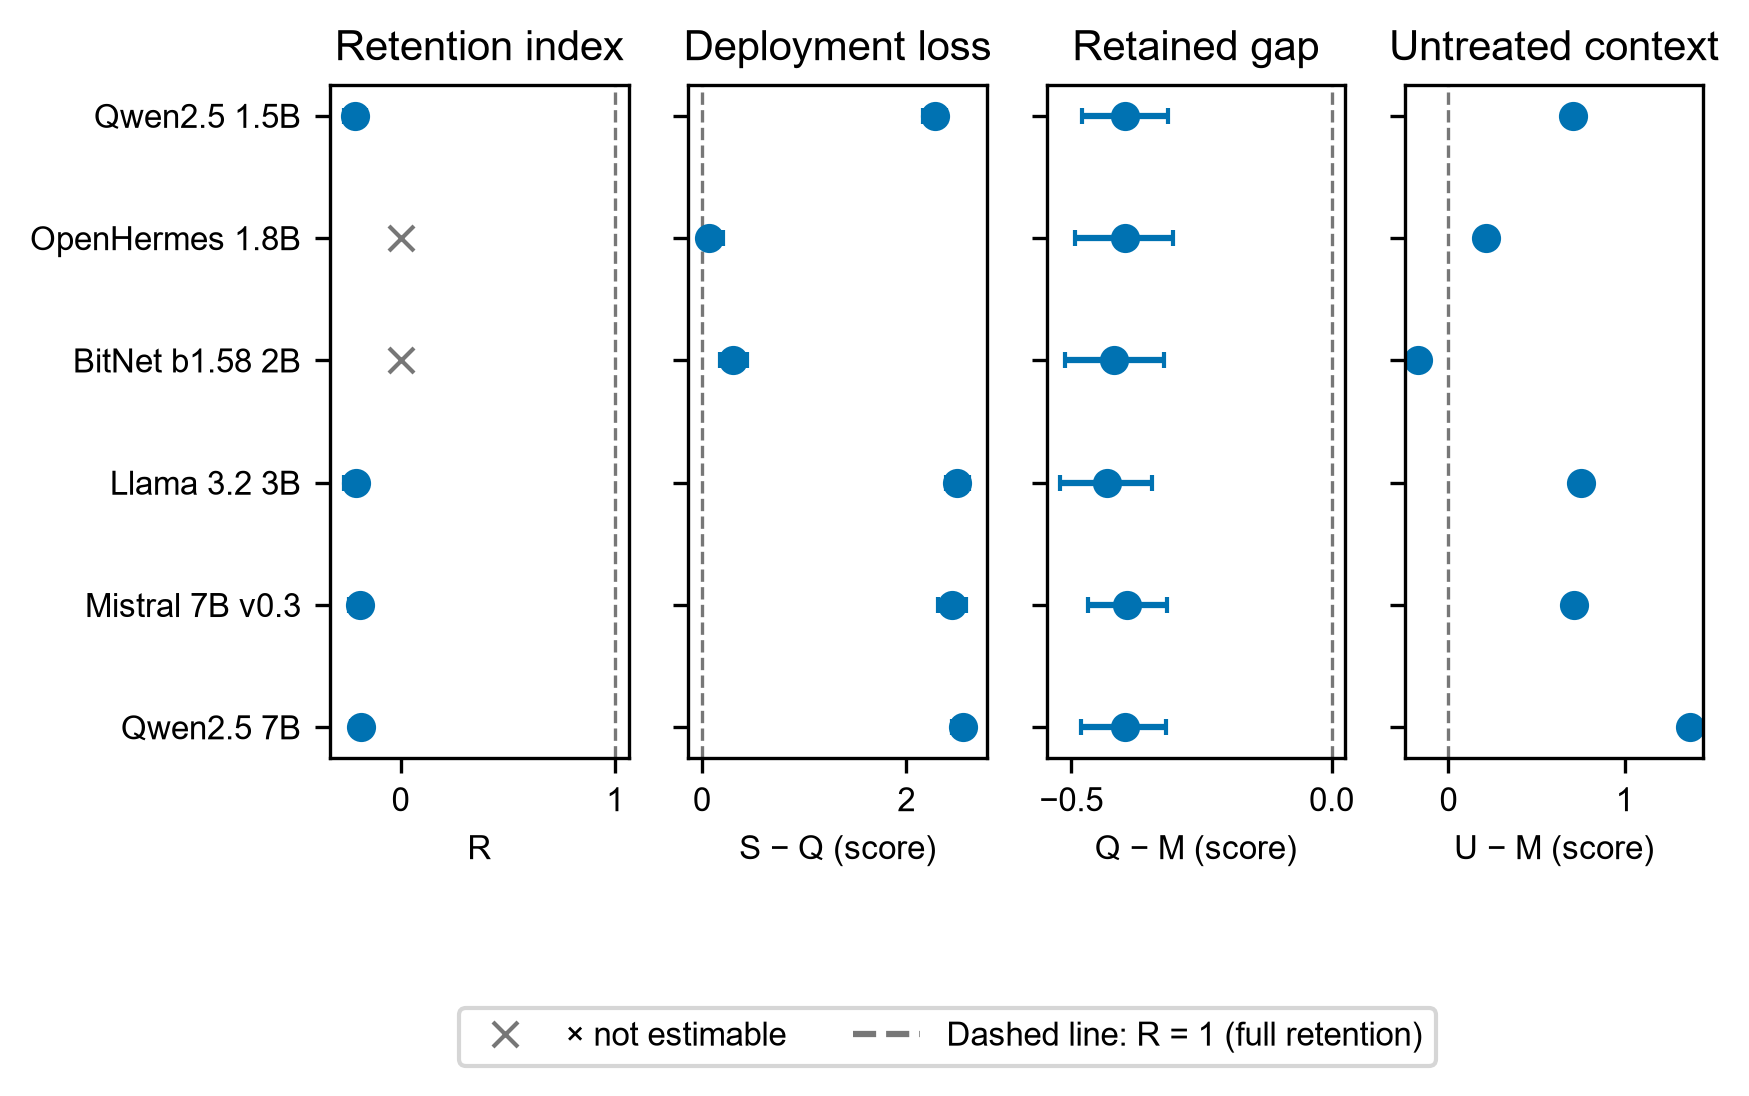 Retention index Deployment loss Retained gap Untreated context
Qwen2.5 1.5B
OpenHermes 1.8B
BitNet b1.58 2B
Llama 3.2 3B
Mistral 7B v0.3
Qwen2.5 7B
0 1 0 2 −0.5 0.0 0 1
R S − Q (score) Q − M (score) U − M (score)
× not estimable Dashed line: R = 1 (full retention)